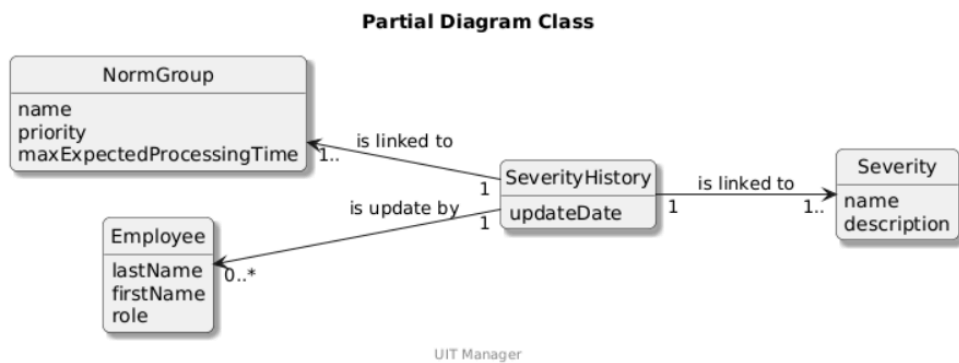 Partial Diagram Class
NormGroup
name
priority
maxExpectedProcessingTime
1..
is linked to
1
SeverityHistory
updateDate
is linked to
1
1..
Severity
name
description
is update by
1
Employee
0..*
lastName
firstName
role
UIT Manager